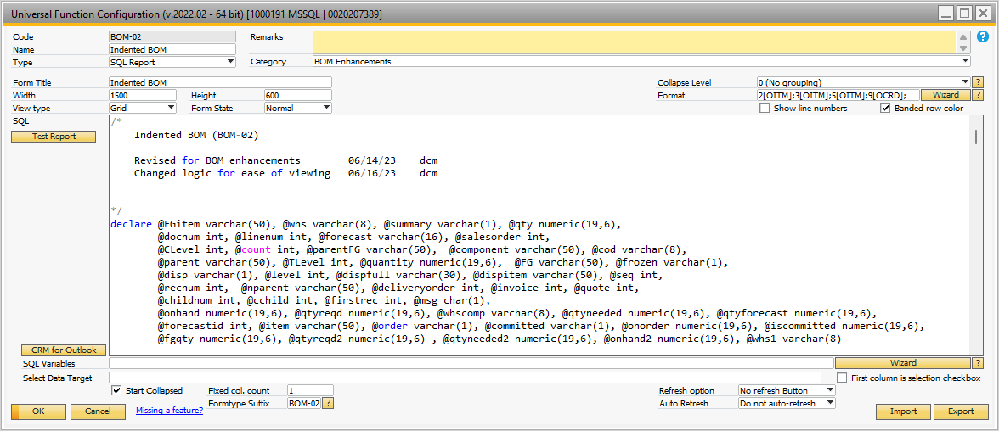 Universal Function Configuration (v.2022.02 - 64 bit) [1000191 MSSQL | 0020207389]
Code BOM-02 Remarks
Name Indented BOM
Type SQL Report Category BOM Enhancements
Form Title Indented BOM Collapse Level 0 (No grouping) ?
Width 1500 Height 600 Format 2[OITM];3[OITM];5[OITM];9[OCRD]; Wizard ?
View type Grid Form State Normal Show line numbers Banded row color
SQL
Test Report
/*
Indented BOM (BOM-02)
Revised for BOM enhancements 06/14/23 dcm
Changed logic for ease of viewing 06/16/23 dcm
*/
declare @FGitem varchar(50), @whs varchar(8), @summary varchar(1), @qty numeric(19,6),
@docnum int, @linenum int, @forecast varchar(16), @salesorder int,
@CLevel int, @count int, @parentFG varchar(50), @component varchar(50), @cod varchar(8),
@parent varchar(50), @TLevel int, @quantity numeric(19,6), @FG varchar(50), @frozen varchar(1),
@disp varchar(1), @level int, @dispfull varchar(30), @dispitem varchar(50), @seq int,
@recnum int, @nparent varchar(50), @deliveryorder int, @invoice int, @quote int,
@childnum int, @cchild int, @firstrec int, @msg char(1),
@onhand numeric(19,6), @qtyreqd numeric(19,6), @whscomp varchar(8), @qtyneeded numeric(19,6), @qtyforecast numeric(19,6),
@forecastid int, @item varchar(50), @order varchar(1), @committed varchar(1), @onorder numeric(19,6), @iscommitted numeric(19,6),
@fgqty numeric(19,6), @qtyreqd2 numeric(19,6) , @qtyneeded2 numeric(19,6), @onhand2 numeric(19,6), @whs1 varchar(8)
CRM for Outlook
SQL Variables Wizard ?
Select Data Target First column is selection checkbox
Start Collapsed Fixed col. count 1 Refresh option No refresh Button
Formtype Suffix BOM-02 ? Auto Refresh Do not auto-refresh
OK Cancel Missing a feature? Import Export